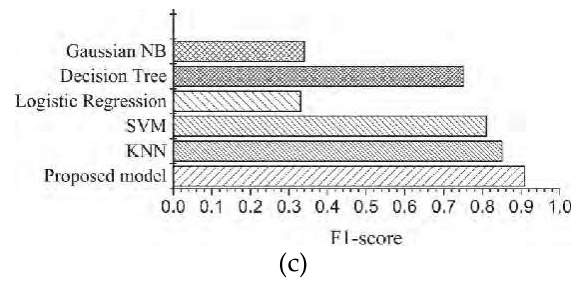 Gaussian NB
Decision Tree
Logistic Regression
SVM
KNN
Proposed model
0.0 0.1 0.2 0.3 0.4 0.5 0.6 0.7 0.8 0.9 1.0
F1-score
(c)